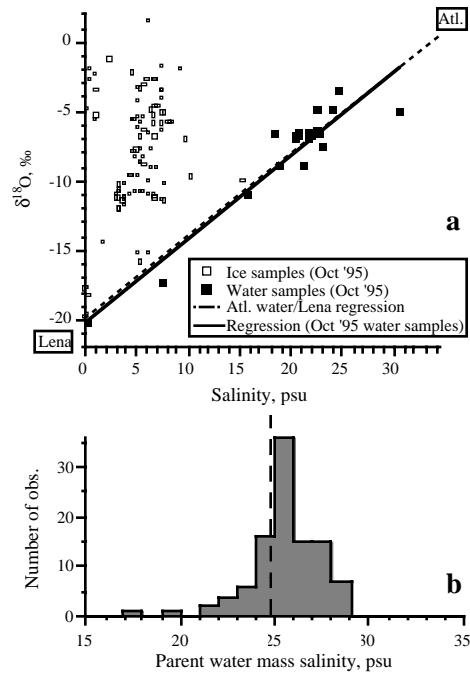 Atl.
0
-5
-10
-15
-20
δ¹⁸O, ‰
a
Ice samples (Oct '95)
Water samples (Oct '95)
Atl. water/Lena regression
Regression (Oct '95 water samples)
Lena
0 5 10 15 20 25 30
Salinity, psu
30
20
10
0
Number of obs.
b
15 20 25 30 35
Parent water mass salinity, psu